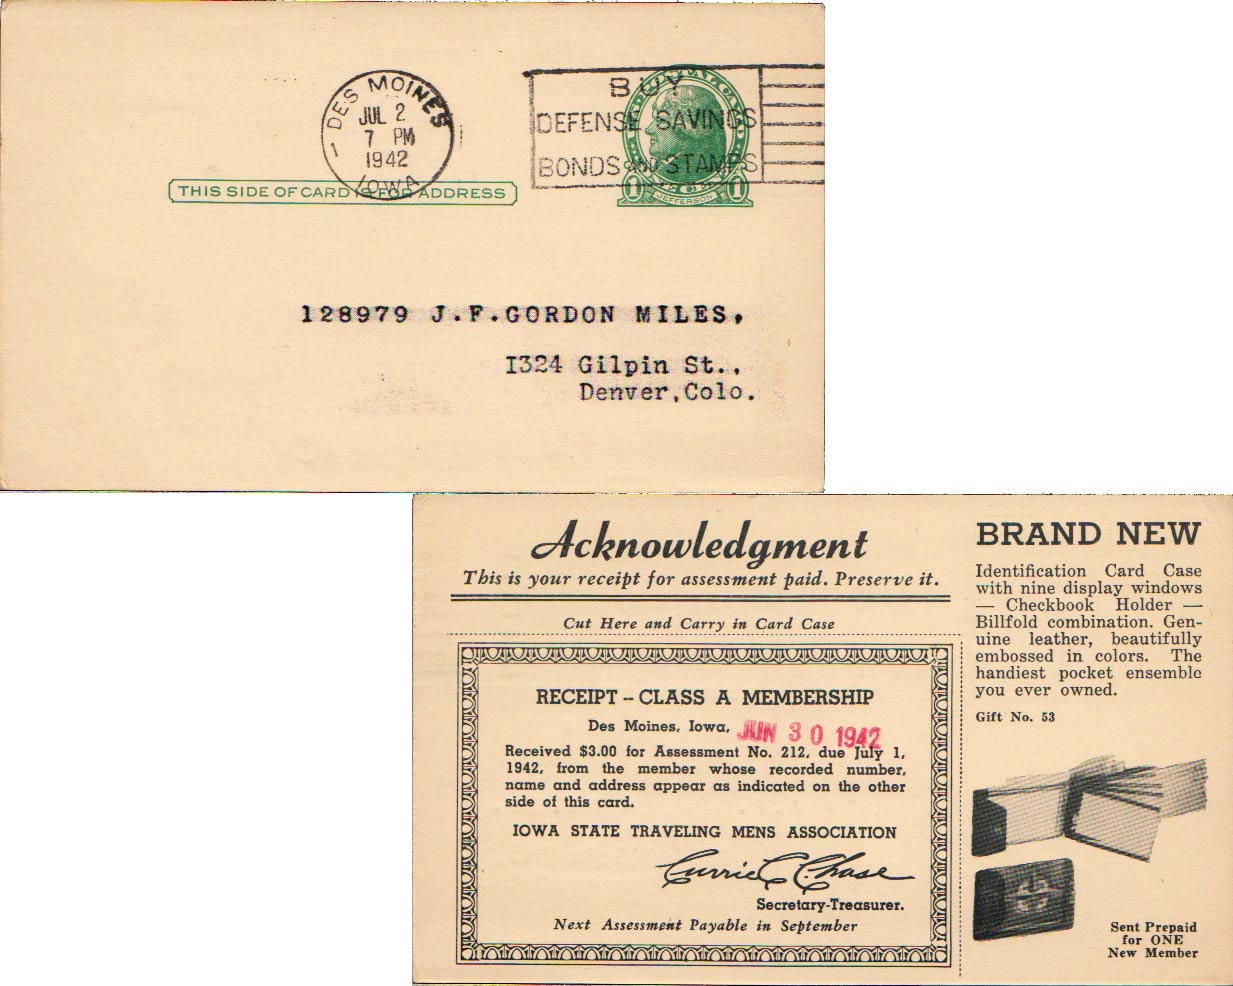 DES MOINES
JUL 2
7 PM
1942
IOWA
BUY
DEFENSE SAVINGS
BONDS AND STAMPS
1 JEFFERSON 1
THIS SIDE OF CARD IS FOR ADDRESS
128979 J.F.GORDON MILES,
1324 Gilpin St.,
Denver,Colo.
Acknowledgment
This is your receipt for assessment paid. Preserve it.
Cut Here and Carry in Card Case
RECEIPT – CLASS A MEMBERSHIP
Des Moines, Iowa, JUN 30 1942
Received $3.00 for Assessment No. 212, due July 1,
1942, from the member whose recorded number,
name and address appear as indicated on the other
side of this card.
IOWA STATE TRAVELING MENS ASSOCIATION
Currie C. Chase
Secretary-Treasurer.
Next Assessment Payable in September
BRAND NEW
Identification Card Case
with nine display windows
— Checkbook Holder —
Billfold combination. Gen-
uine leather, beautifully
embossed in colors. The
handiest pocket ensemble
you ever owned.
Gift No. 53
Sent Prepaid
for ONE
New Member